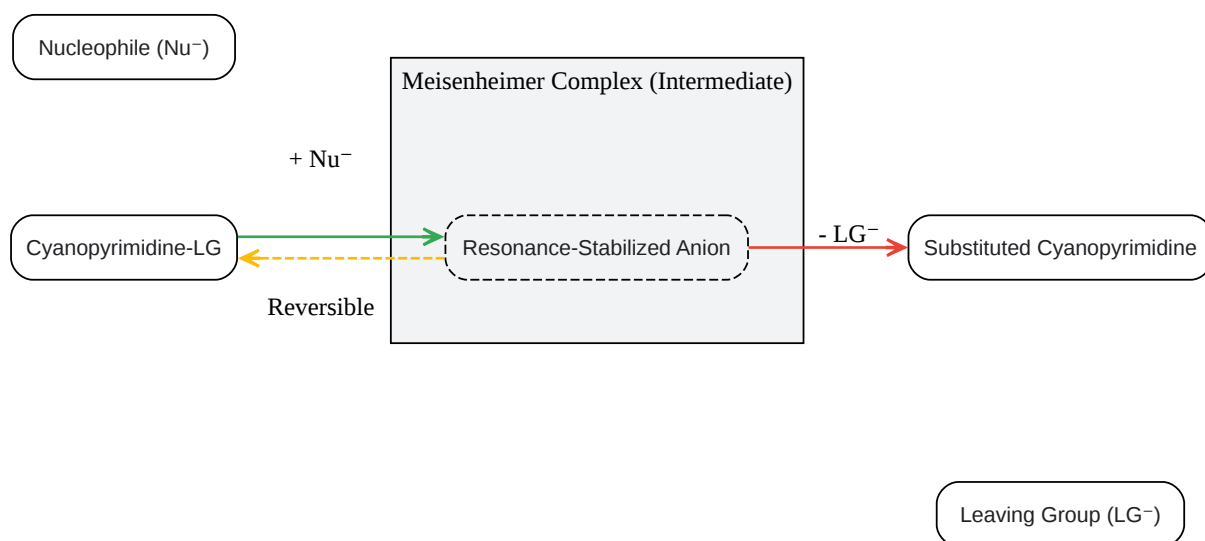 Nucleophile (Nu⁻)
Meisenheimer Complex (Intermediate)
+ Nu⁻
Cyanopyrimidine-LG
Resonance-Stabilized Anion
- LG⁻
Substituted Cyanopyrimidine
Reversible
Leaving Group (LG⁻)